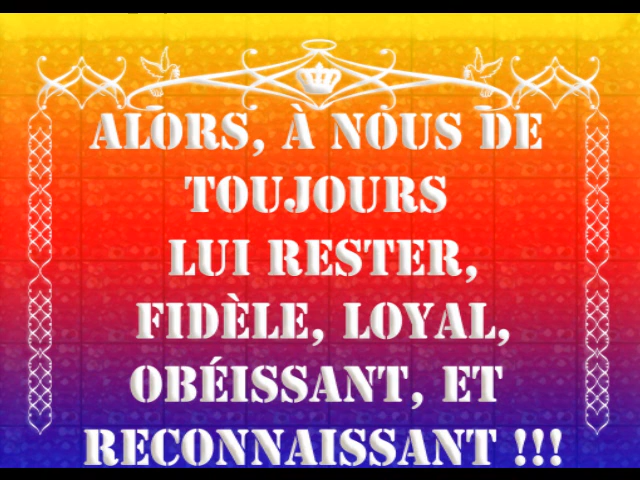 ALORS, À NOUS DE
TOUJOURS
LUI RESTER,
FIDÈLE, LOYAL,
OBÉISSANT, ET
RECONNAISSANT !!!